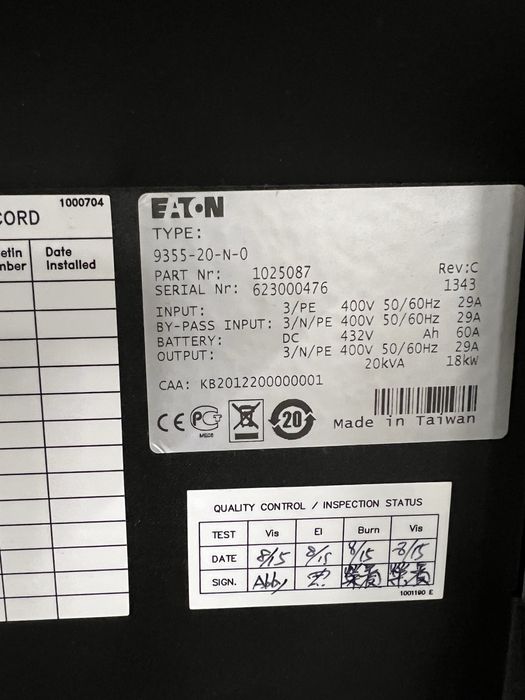 CORD
1000704
etin
nber
Date
Installed
EATON
TYPE:
9355-20-N-0
PART Nr: 1025087 Rev:C
SERIAL Nr: 623000476 1343
INPUT: 3/PE 400V 50/60Hz 29A
BY-PASS INPUT: 3/N/PE 400V 50/60Hz 29A
BATTERY: DC 432V Ah 60A
OUTPUT: 3/N/PE 400V 50/60Hz 29A
20kVA 18kW
CAA: KB2012200000001
CE PG 20
Made in Taiwan
QUALITY CONTROL / INSPECTION STATUS
TEST Vis El Burn Vis
DATE 8/15 8/15 8/15 8/15
SIGN. Abby
1001190 E